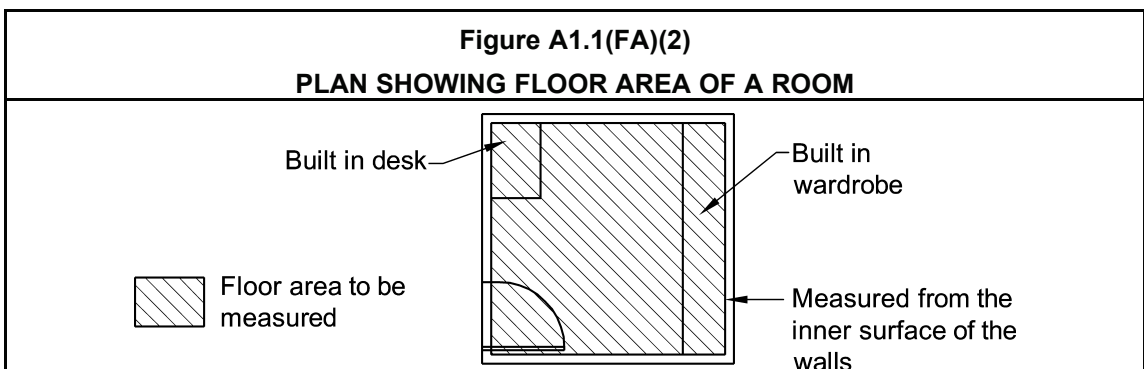 Figure A1.1(FA)(2)
PLAN SHOWING FLOOR AREA OF A ROOM
Built in desk
Built in
wardrobe
Floor area to be
measured
Measured from the
inner surface of the
walls